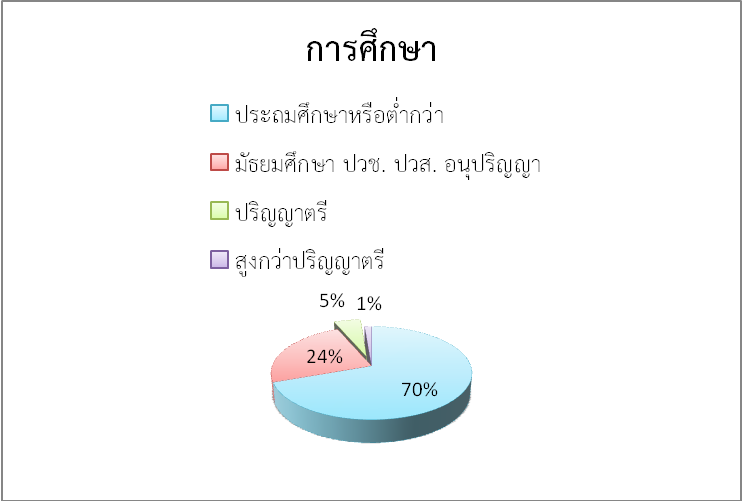 การศึกษา
ประถมศึกษาหรือต่ำกว่า
มัธยมศึกษา ปวช. ปวส. อนุปริญญา
ปริญญาตรี
สูงกว่าปริญญาตรี
5% 1%
24%
70%